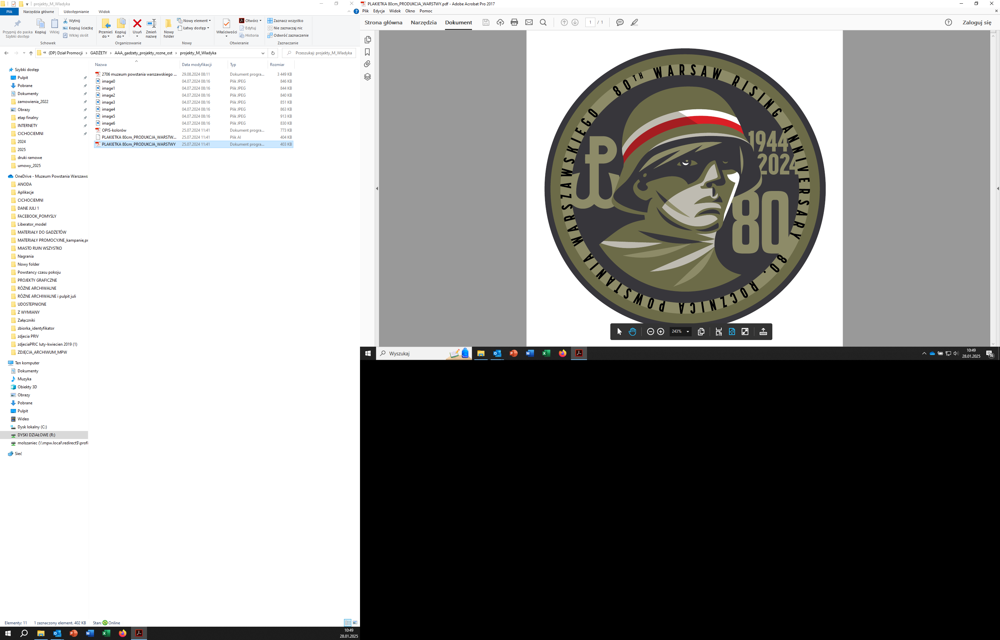 projekty_M_Wladyka
Plik
Narzędzia główne
Udostępnianie
Widok
Przypnij do paska
Szybki dostęp
Kopiuj
Wklej
Wytnij
Kopiuj ścieżkę
Wklej skrót
Schowek
Przenieś
do
Kopiuj
do
Usuń
Zmień
nazwę
Organizowanie
Nowy
folder
Nowy element
Łatwy dostęp
Nowy
Właściwości
Otwórz
Edytuj
Historia
Otwieranie
Zaznacz wszystko
Nie zaznaczaj nic
Odwróć zaznaczenie
Zaznaczanie
« (DP) Dział Promocji › GADŻETY › AAA_gadżety_projekty_rozne_ost › projekty_M_Wladyka
Przeszukaj: projekty_M_Wladyka
Szybki dostęp
Pulpit
Pobrane
Dokumenty
zamowienia_2022
Obrazy
etap finalny
INTERNETY
CICHOCIEMNI
2024
2025
druki ramowe
umowy_2025
OneDrive - Muzeum Powstania Warszaws
ANODA
Aplikacje
CICHOCIEMNI
DANE JULI 1
FACEBOOK_POMYSLY
Liberator_model
MATERIAŁY DO GADŻETÓW
MATERIAŁY PROMOCYJNE_kampanie,pr
MIASTO RUIN WSZYSTKO
Nagrania
Nowy folder
Powstancy czasu pokoju
PROJEKTY GRAFICZNE
RÓŻNE ARCHIWALNE
RÓŻNE ARCHIWALNE i pulpit juli
UDOSTEPNIONE
Z WYMIANY
Załączniki
zbiorka_identyfikator
zdjecia PRIV
zdjeciaPRIC luty-kwiecien 2019 (1)
ZDJĘCIA_ARCHIWUM_MPW
Ten komputer
Dokumenty
Muzyka
Obiekty 3D
Obrazy
Pobrane
Pulpit
Wideo
Dysk lokalny (C:)
DYSKI DZIAŁOWE (R:)
molszaniec (\\mpw.local\redirect$\profi
Sieć
Nazwa Data modyfikacji Typ Rozmiar
2706 muzeum powstania warszawskiego ... 29.08.2024 08:11 Dokument progra... 3 449 KB
image0 04.07.2024 08:16 Plik JPEG 846 KB
image1 04.07.2024 08:16 Plik JPEG 844 KB
image2 04.07.2024 08:16 Plik JPEG 840 KB
image3 04.07.2024 08:16 Plik JPEG 851 KB
image4 04.07.2024 08:16 Plik JPEG 863 KB
image5 04.07.2024 08:16 Plik JPEG 913 KB
image6 04.07.2024 08:16 Plik JPEG 830 KB
OPIS-kolorów 25.07.2024 11:41 Dokument progra... 773 KB
PLAKIETKA 80cm_PRODUKCJA_WARSTW... 25.07.2024 11:41 Plik AI 404 KB
PLAKIETKA 80cm_PRODUKCJA_WARSTWY 25.07.2024 11:41 Dokument progra... 403 KB
Elementy: 11 1 zaznaczony element. 402 KB Stan: Online
10:49
28.01.2025
PLAKIETKA 80cm_PRODUKCJA_WARSTWY.pdf - Adobe Acrobat Pro 2017
Plik Edycja Widok Okno Pomoc
Strona główna Narzędzia Dokument
1 / 1
Zaloguj się
80TH WARSAW RISING ANNIVERSARY
80. ROCZNICA POWSTANIA WARSZAWSKIEGO
1944
2024
80
243%
Wyszukaj
10:49
28.01.2025
16